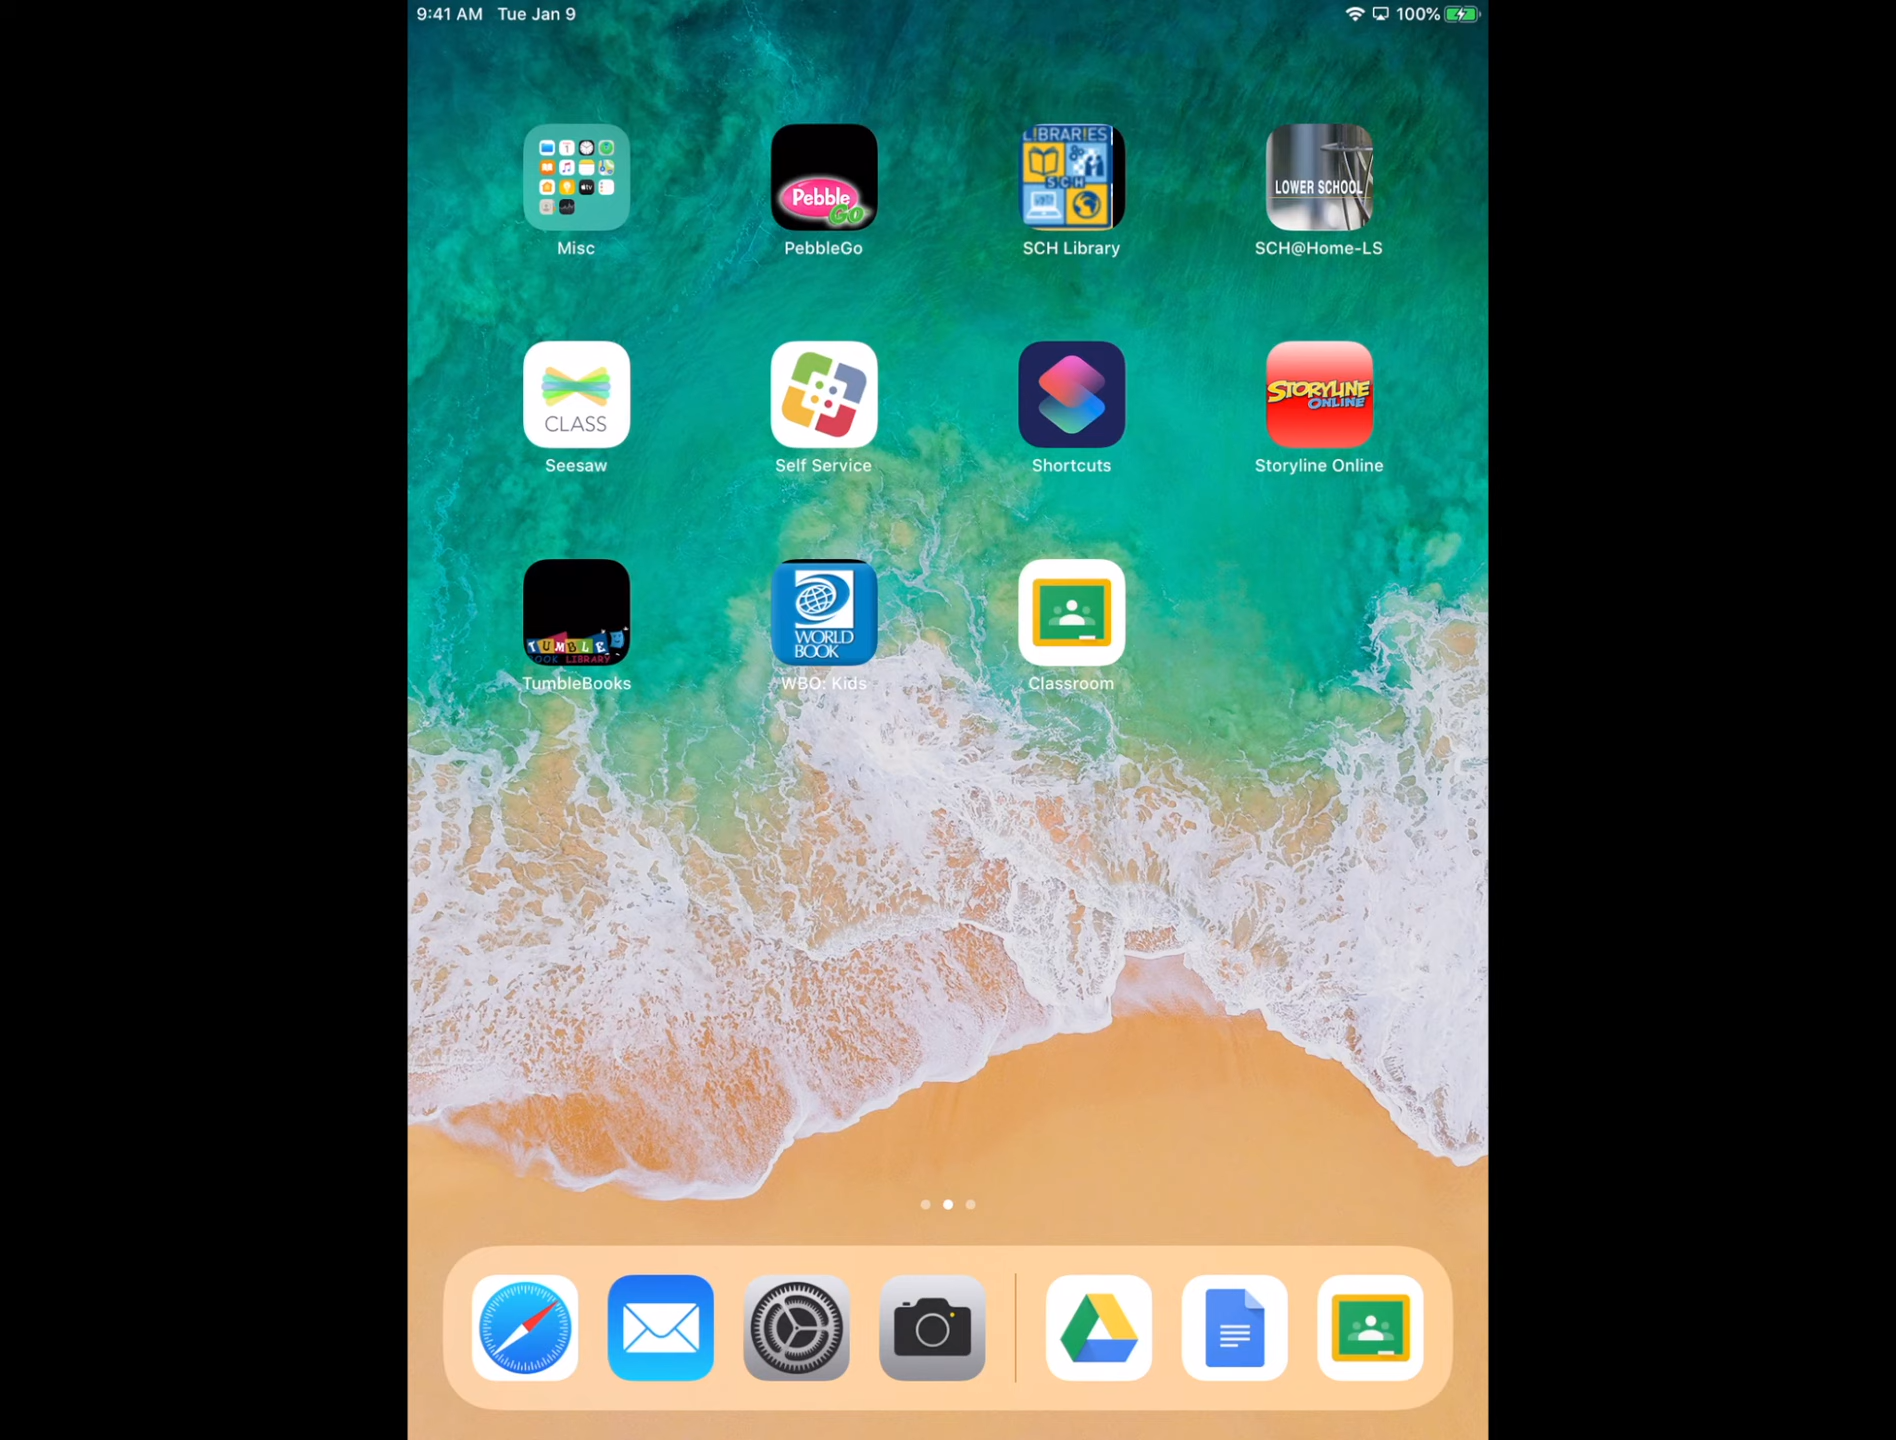 9:41 AM Tue Jan 9
100%
Pebble
Go
LIBRARIES
SCH
LOWER SCHOOL
Misc
PebbleGo
SCH Library
SCH@Home-LS
CLASS
STORYLINE
ONLINE
Seesaw
Self Service
Shortcuts
Storyline Online
TUMBLE
OOK LIBRARY
WORLD
BOOK
TumbleBooks
WBO: Kids
Classroom